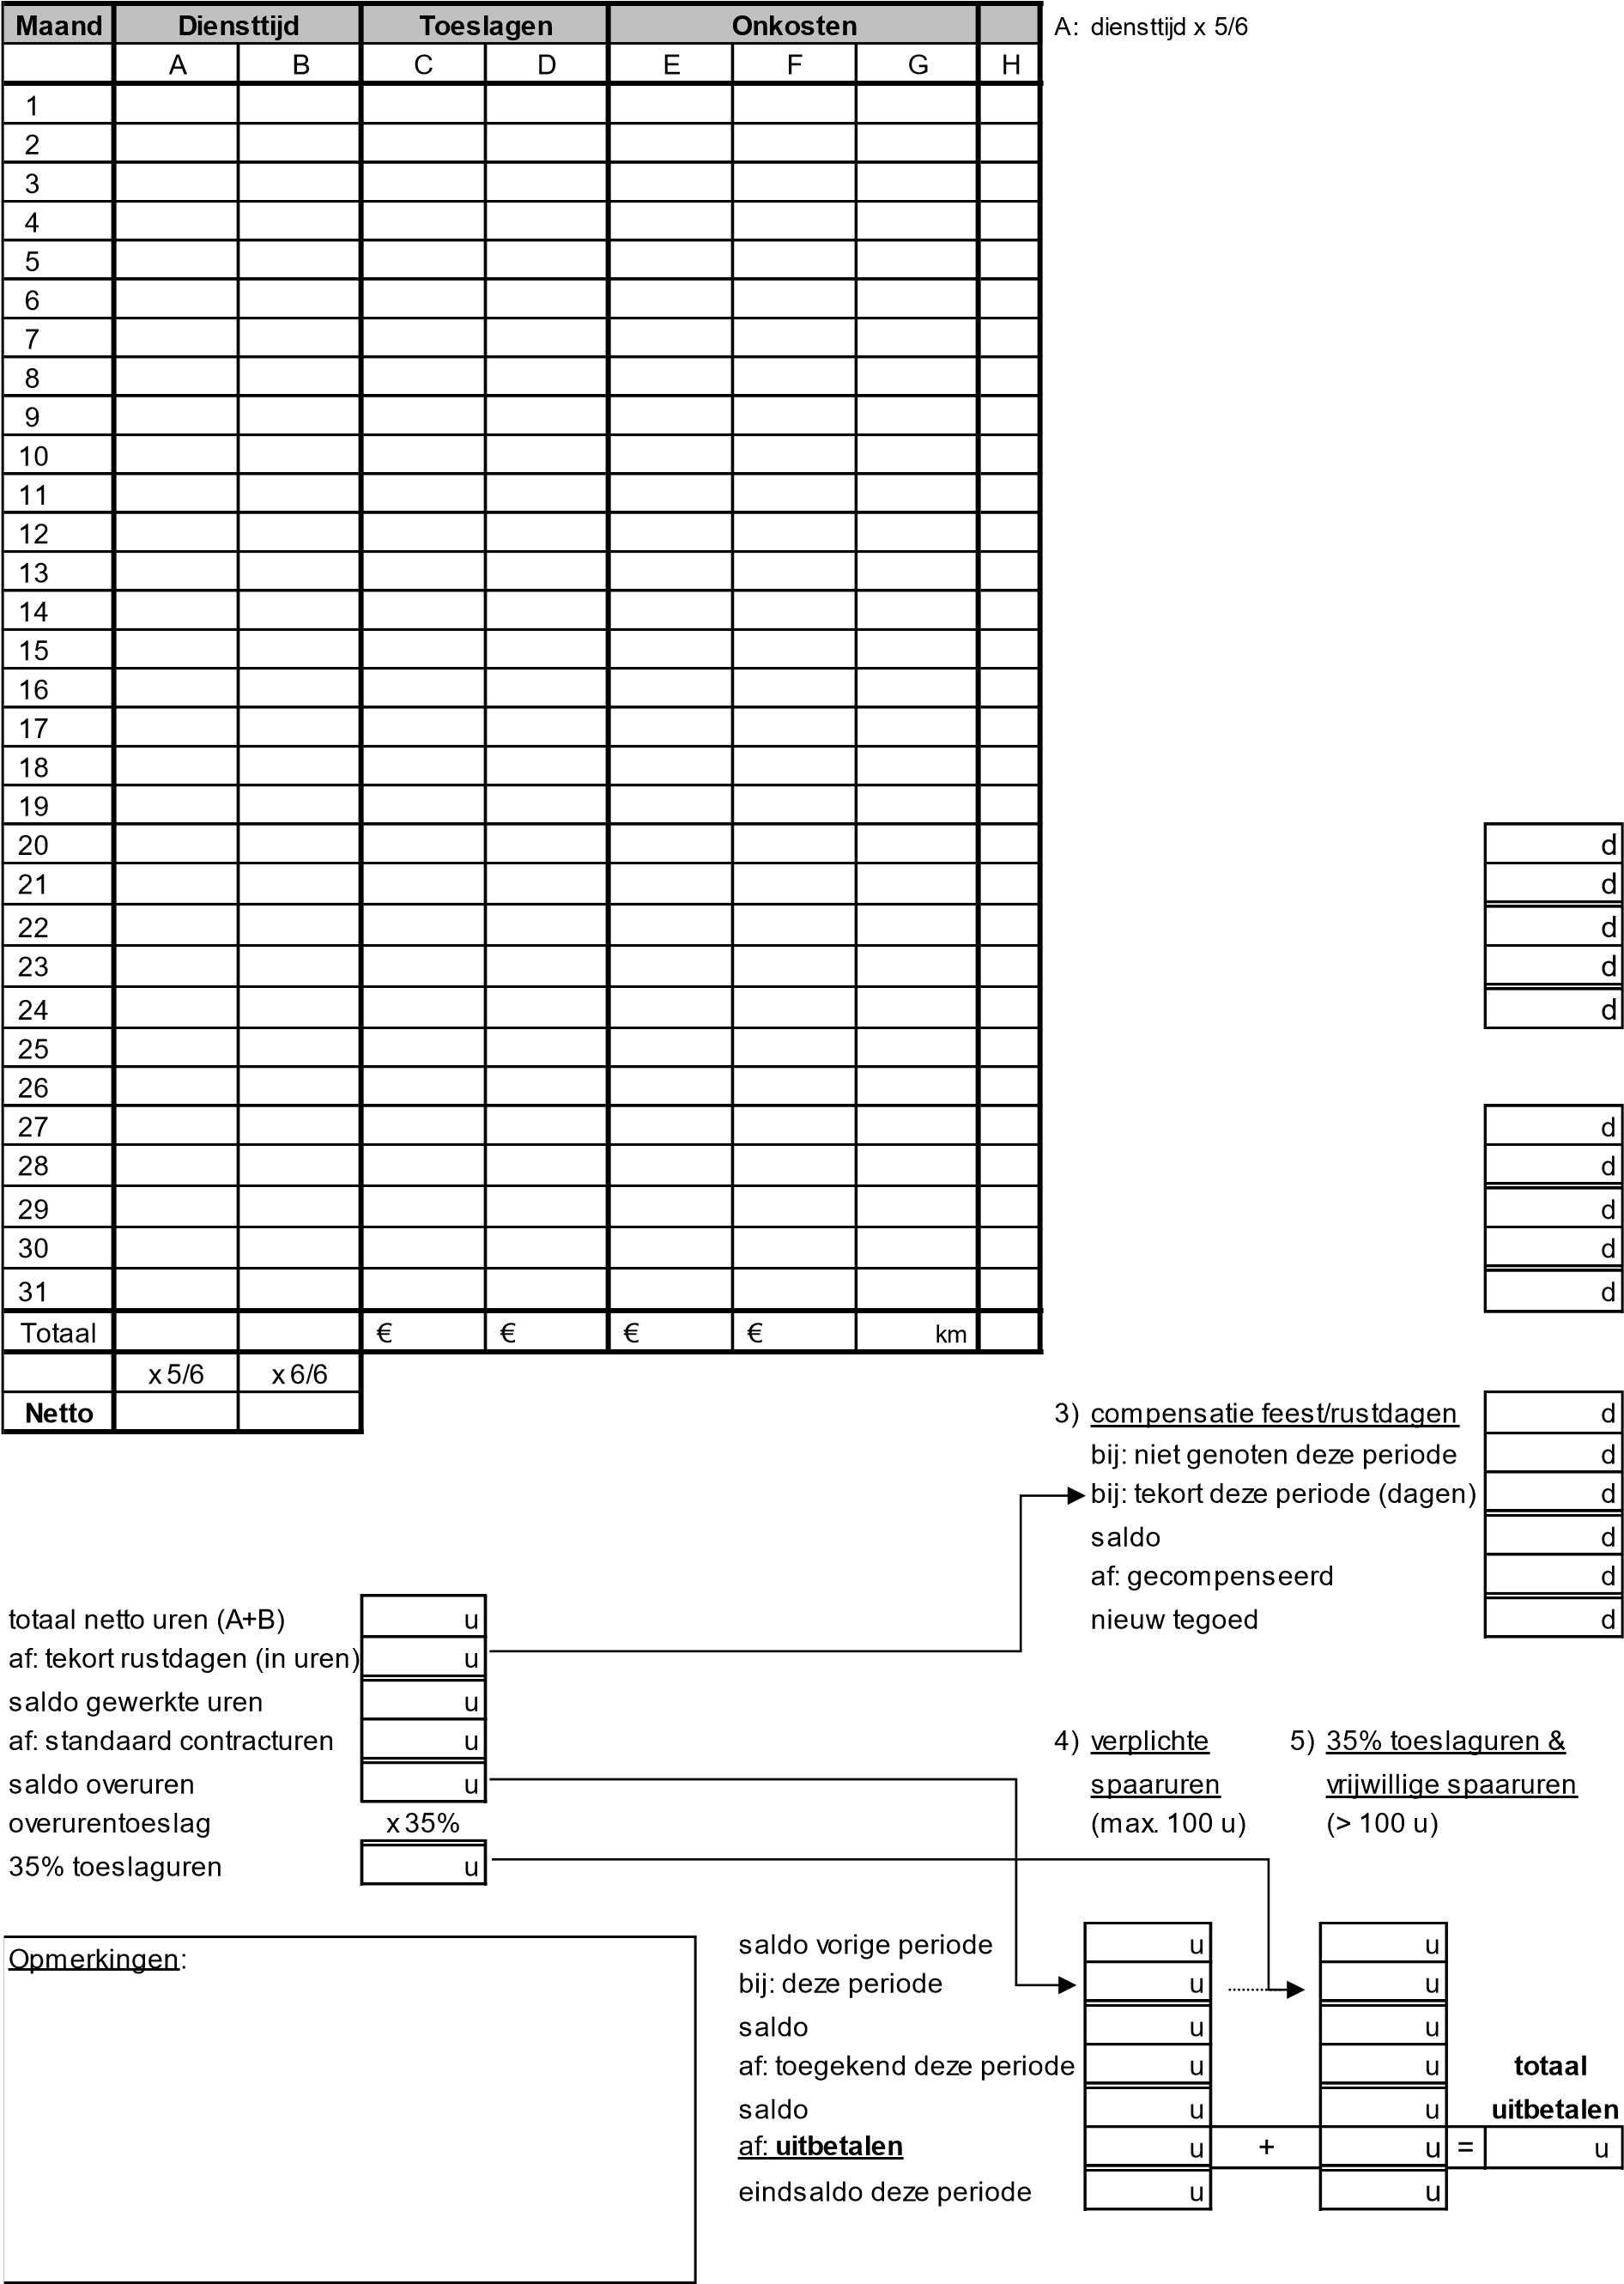 Maand Diensttijd Toeslagen Onkosten A: diensttijd x 5/6
A B C D E F G H
1
2
3
4
5
6
7
8
9
10
11
12
13
14
15
16
17
18
19
20 d
21 d
22 d
23 d
24 d
25
26
27 d
28 d
29 d
30 d
31 d
Totaal € € € € km
x 5/6 x 6/6
Netto 3) compensatie feest/rustdagen d
bij: niet genoten deze periode d
bij: tekort deze periode (dagen) d
saldo d
af: gecompenseerd d
totaal netto uren (A+B) u nieuw tegoed d
af: tekort rustdagen (in uren) u
saldo gewerkte uren u
af: standaard contracturen u 4) verplichte 5) 35% toeslaguren &
saldo overuren u spaaruren vrijwillige spaaruren
overurentoeslag x 35% (max. 100 u) (> 100 u)
35% toeslaguren u
Opmerkingen: saldo vorige periode u u
bij: deze periode u u
saldo u u
af: toegekend deze periode u u totaal
saldo u u uitbetalen
af: uitbetalen u + u = u
eindsaldo deze periode u u